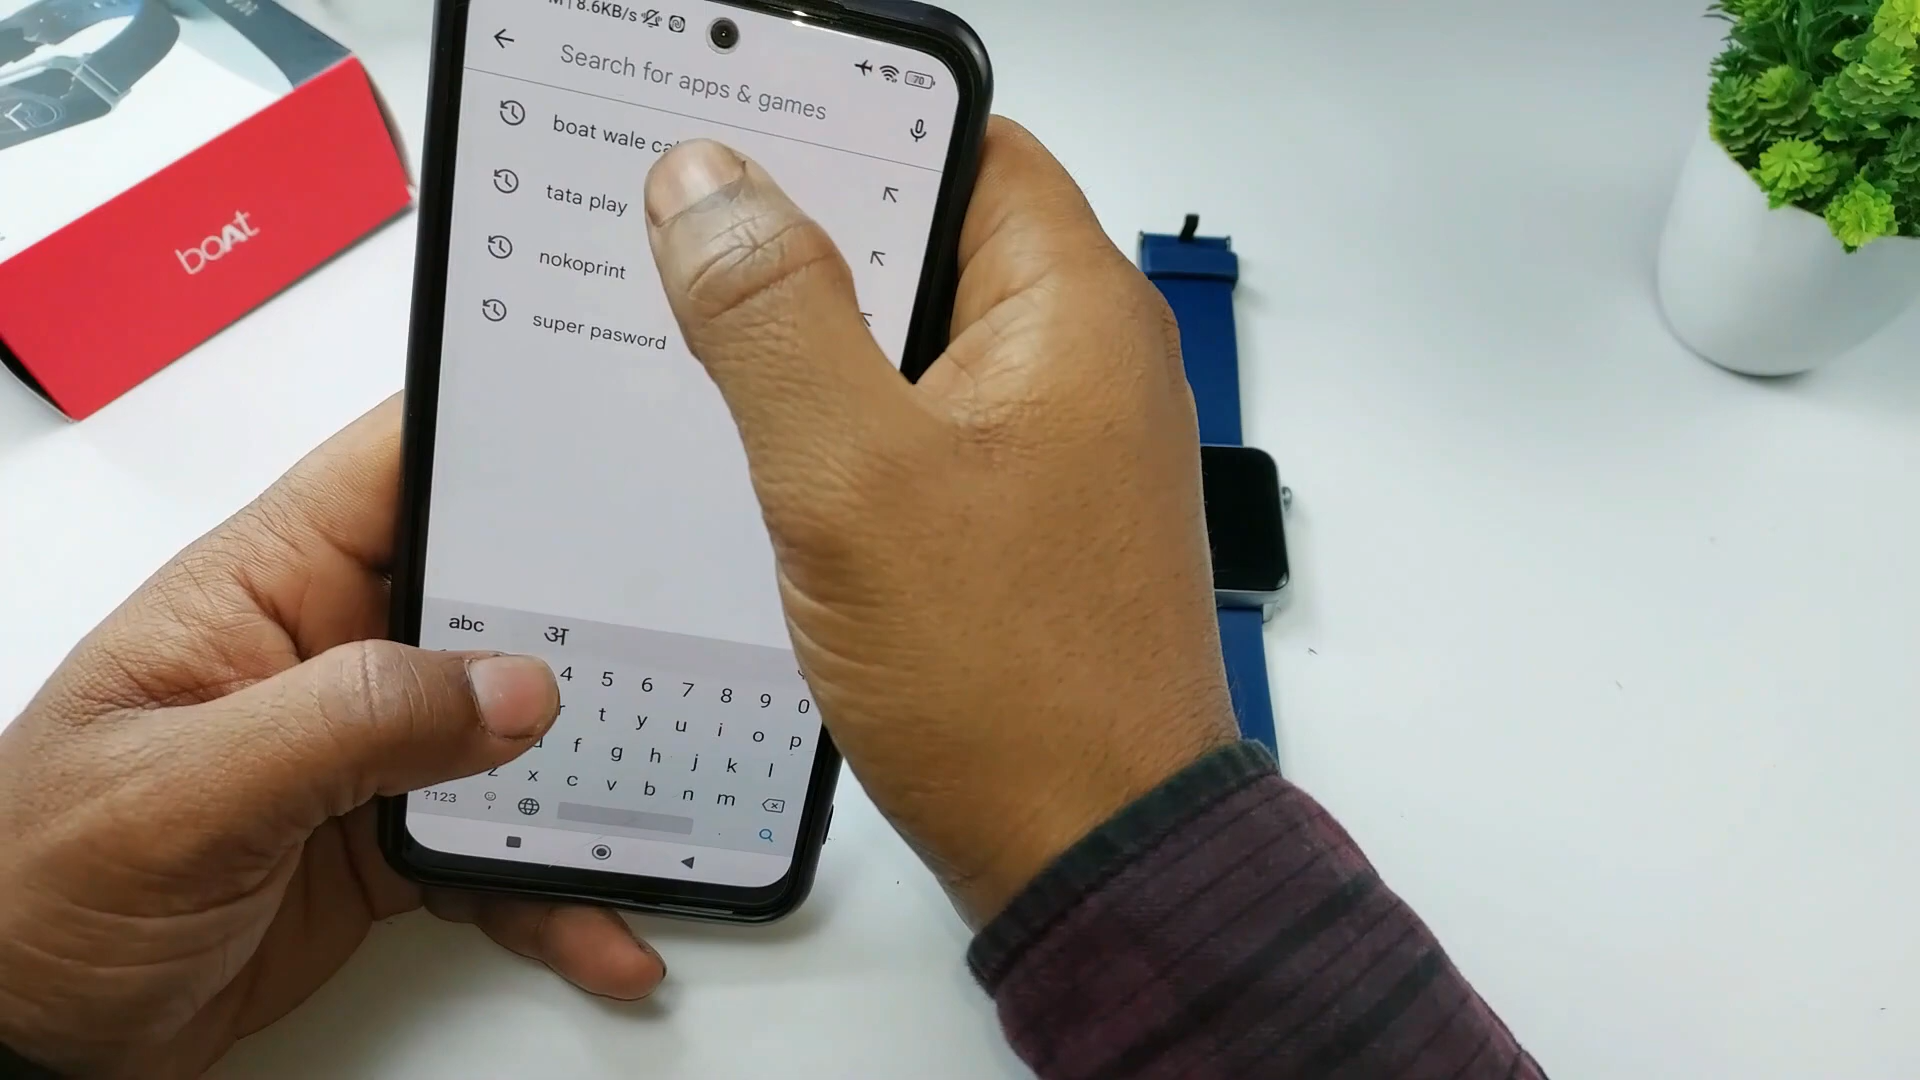 8.6KB/s
70
Search for apps & games
boat wale
tata play
nokoprint
super pasword
boAt
abc अ
4 5 6 7 8 9 0
t y u i o p
f g h j k l
z x c v b n m
?123